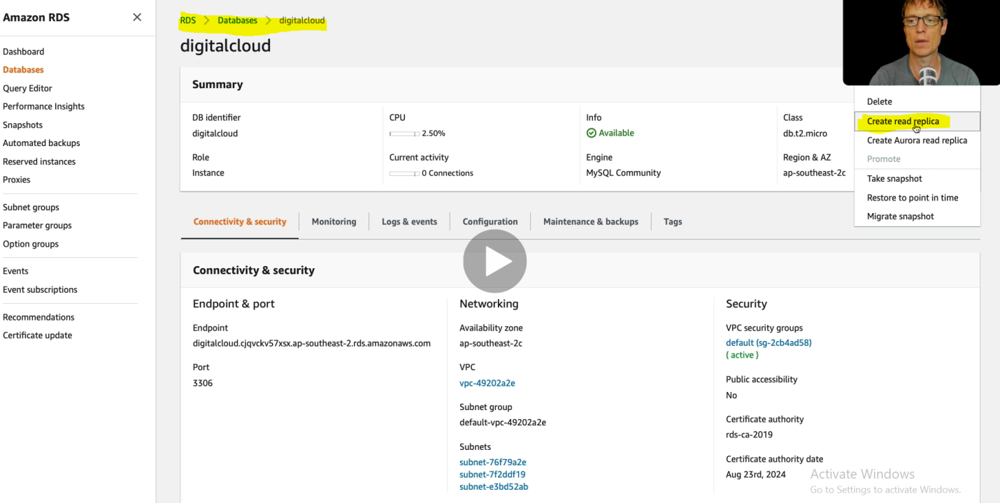 Amazon RDS
Dashboard
Databases
Query Editor
Performance Insights
Snapshots
Automated backups
Reserved instances
Proxies
Subnet groups
Parameter groups
Option groups
Events
Event subscriptions
Recommendations
Certificate update
RDS > Databases > digitalcloud
digitalcloud
Summary
DB identifier
digitalcloud
Role
Instance
CPU
2.50%
Current activity
0 Connections
Info
Available
Engine
MySQL Community
Class
db.t2.micro
Region & AZ
ap-southeast-2c
Delete
Create read replica
Create Aurora read replica
Promote
Take snapshot
Restore to point in time
Migrate snapshot
Connectivity & security
Monitoring
Logs & events
Configuration
Maintenance & backups
Tags
Connectivity & security
Endpoint & port
Endpoint
digitalcloud.cjqvckv57xsx.ap-southeast-2.rds.amazonaws.com
Port
3306
Networking
Availability zone
ap-southeast-2c
VPC
vpc-49202a2e
Subnet group
default-vpc-49202a2e
Subnets
subnet-76f79a2e
subnet-7f2ddf19
subnet-e3bd52ab
Security
VPC security groups
default (sg-2cb4ad58)
( active )
Public accessibility
No
Certificate authority
rds-ca-2019
Certificate authority date
Aug 23rd, 2024
Activate Windows
Go to Settings to activate Windows.